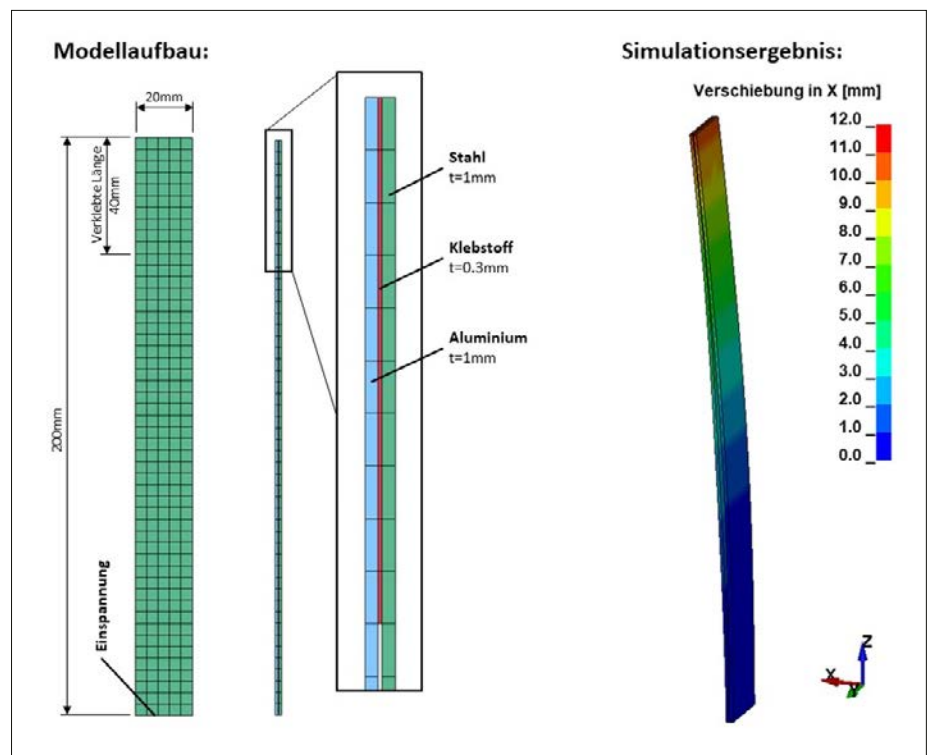 Modellaufbau:
20mm
Verklebte Länge
40mm
200mm
Einspannung
Stahl
t=1mm
Klebstoff
t=0.3mm
Aluminium
t=1mm
Simulationsergebnis:
Verschiebung in X [mm]
12.0
11.0
10.0
9.0
8.0
7.0
6.0
5.0
4.0
3.0
2.0
1.0
0.0
Z
X
Y